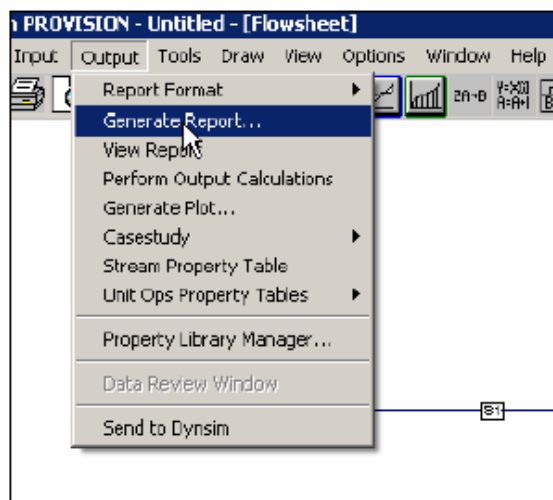 PROVISION - Untitled - [Flowsheet]
Input Output Tools Draw View Options Window Help
Report Format
2A→B
Generate Report...
View Report
Perform Output Calculations
Generate Plot...
Casestudy
Stream Property Table
Unit Ops Property Tables
Property Library Manager...
Data Review Window
Send to Dynsim
S1